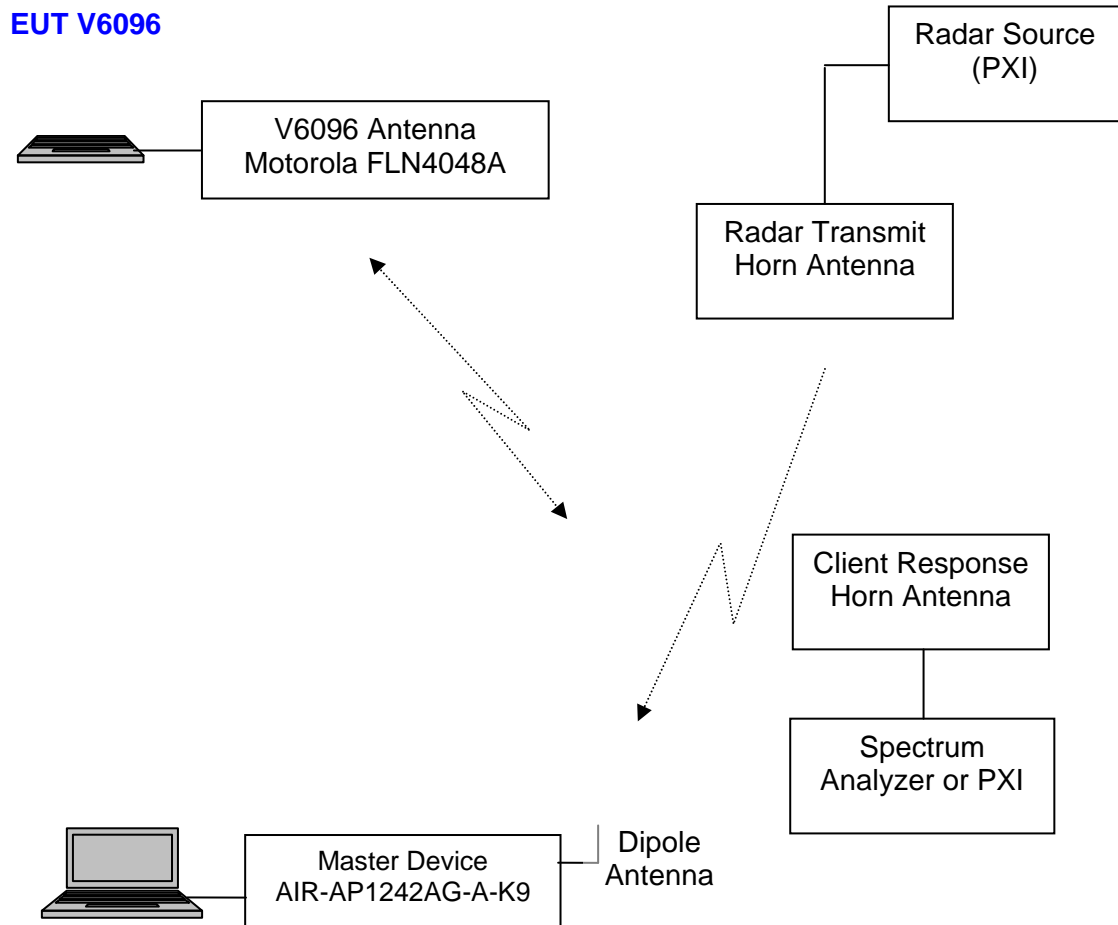 EUT V6096
Radar Source
(PXI)
V6096 Antenna
Motorola FLN4048A
Radar Transmit
Horn Antenna
Client Response
Horn Antenna
Spectrum
Analyzer or PXI
Dipole
Antenna
Master Device
AIR-AP1242AG-A-K9